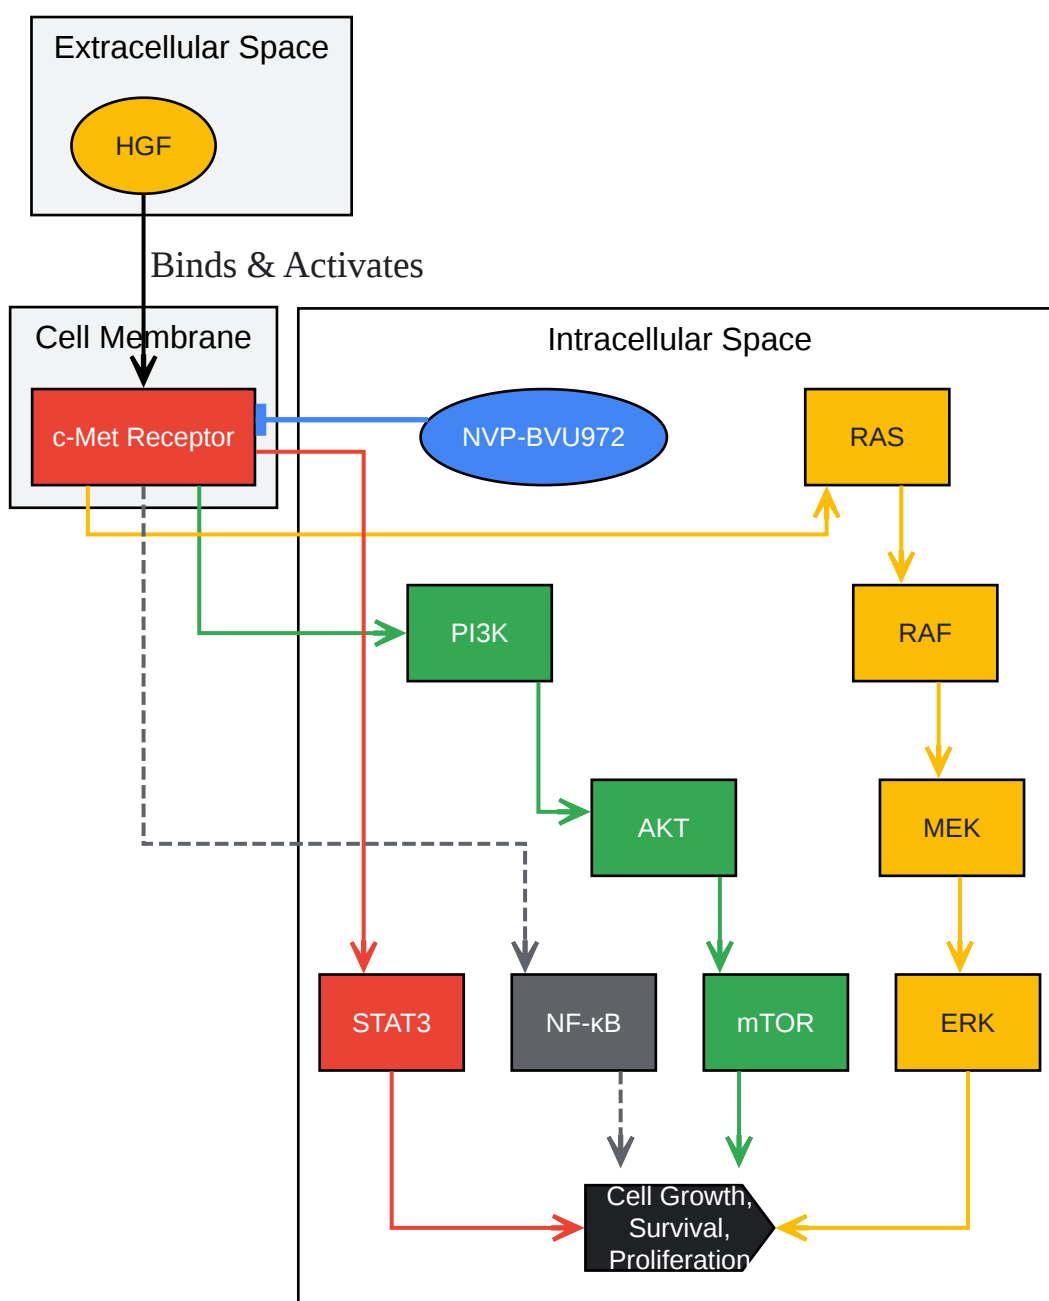 Extracellular Space
HGF
Binds & Activates
Cell Membrane
Intracellular Space
c-Met Receptor
NVP-BVU972
RAS
PI3K
RAF
AKT
MEK
STAT3
NF-κB
mTOR
ERK
Cell Growth,
Survival,
Proliferation